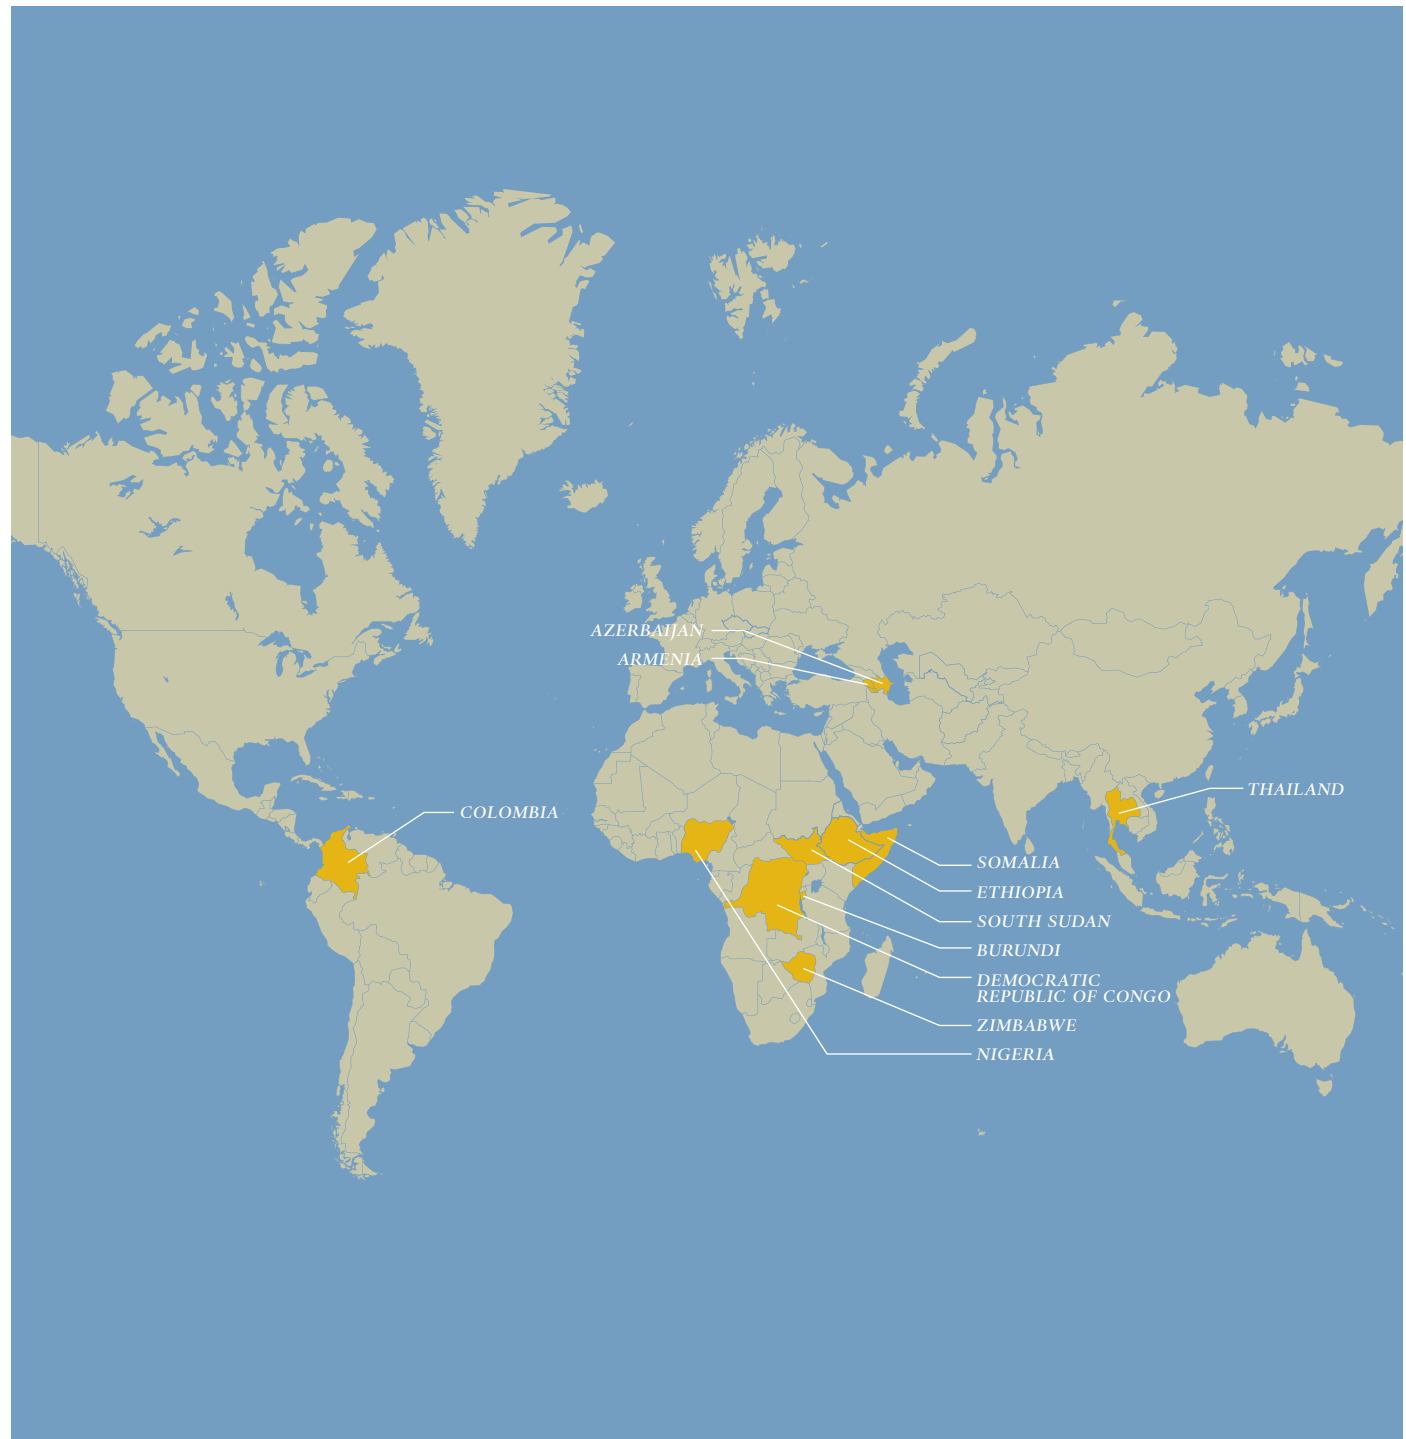 AZERBAIJAN
ARMENIA
THAILAND
COLOMBIA
SOMALIA
ETHIOPIA
SOUTH SUDAN
BURUNDI
DEMOCRATIC
REPUBLIC OF CONGO
ZIMBABWE
NIGERIA